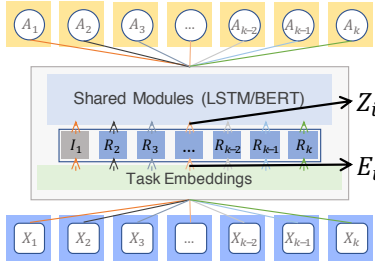 A₁ A₂ A₃ ... Aₖ₋₂ Aₖ₋₁ Aₖ
Shared Modules (LSTM/BERT)
Zᵢ
I₁ R₂ R₃ ... Rₖ₋₂ Rₖ₋₁ Rₖ
Task Embeddings
Eᵢ
X₁ X₂ X₃ ... Xₖ₋₂ Xₖ₋₁ Xₖ